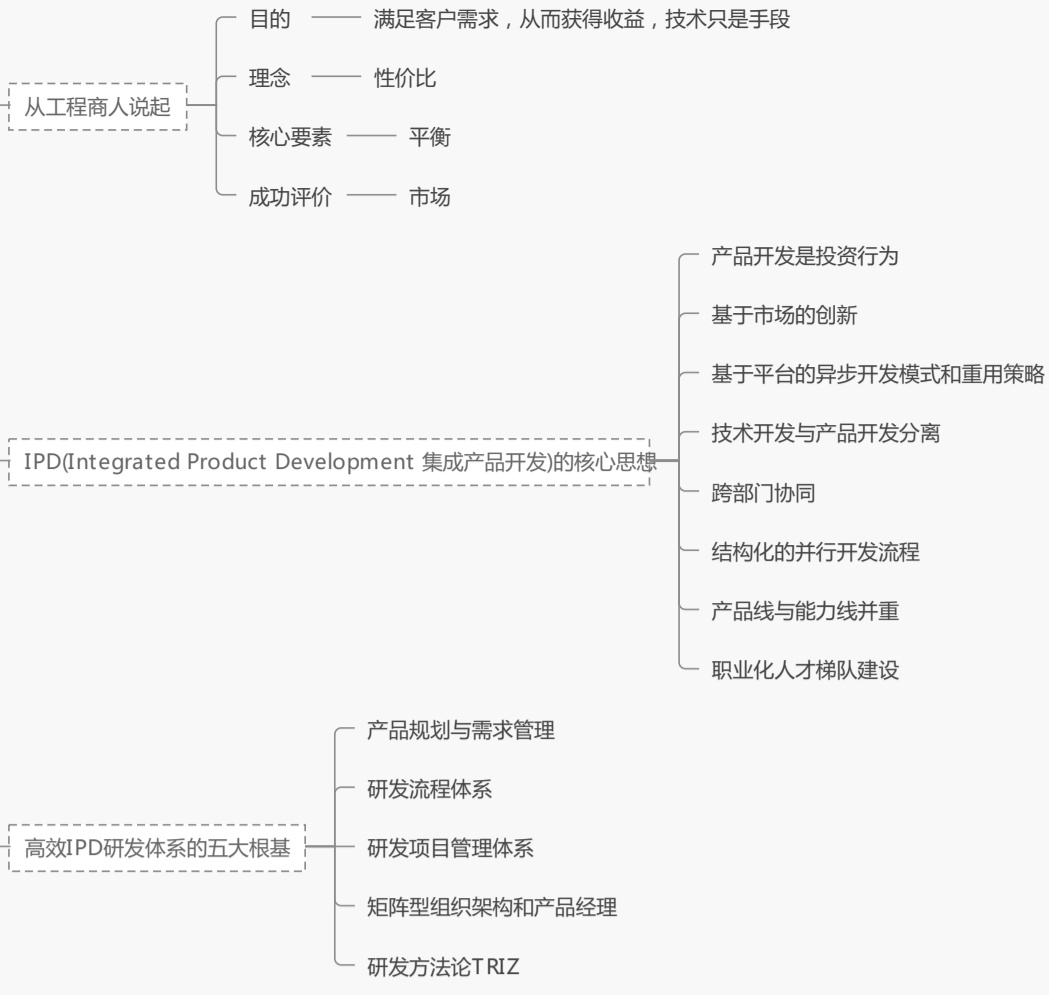 目的
满足客户需求，从而获得收益，技术只是手段
理念
性价比
从工程商人说起
核心要素
平衡
成功评价
市场
产品开发是投资行为
基于市场的创新
基于平台的异步开发模式和重用策略
技术开发与产品开发分离
IPD(Integrated Product Development 集成产品开发)的核心思想
跨部门协同
结构化的并行开发流程
产品线与能力线并重
职业化人才梯队建设
产品规划与需求管理
研发流程体系
高效IPD研发体系的五大根基
研发项目管理体系
矩阵型组织架构和产品经理
研发方法论TRIZ